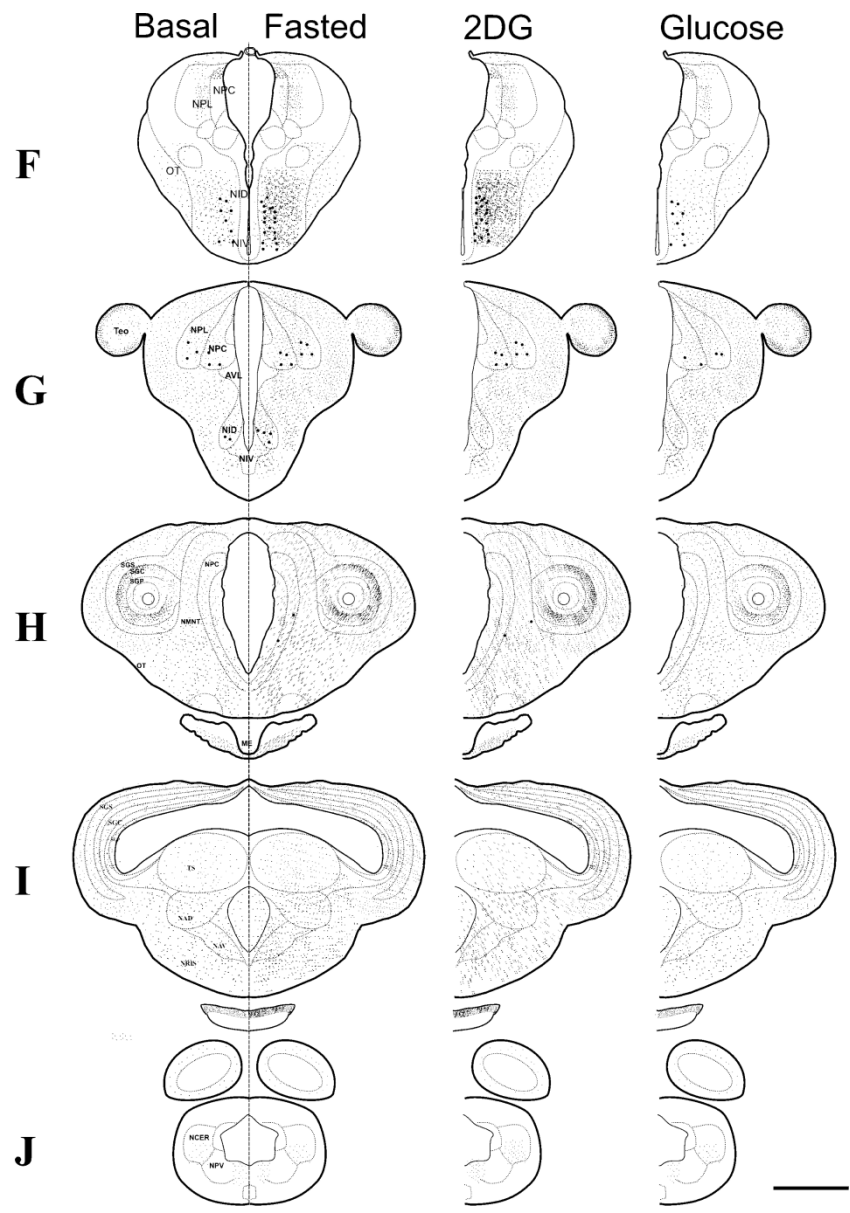 Basal Fasted 2DG Glucose
F
NPC
NPL
OT
NID
NIV
G
Teo
NPL
NPC
AVL
NID
NIV
H
SGS
SGC
SGP
NPC
NMNT
OT
ME
I
SGS
SGC
TS
NAD
NAV
NRIS
J
NCER
NPV